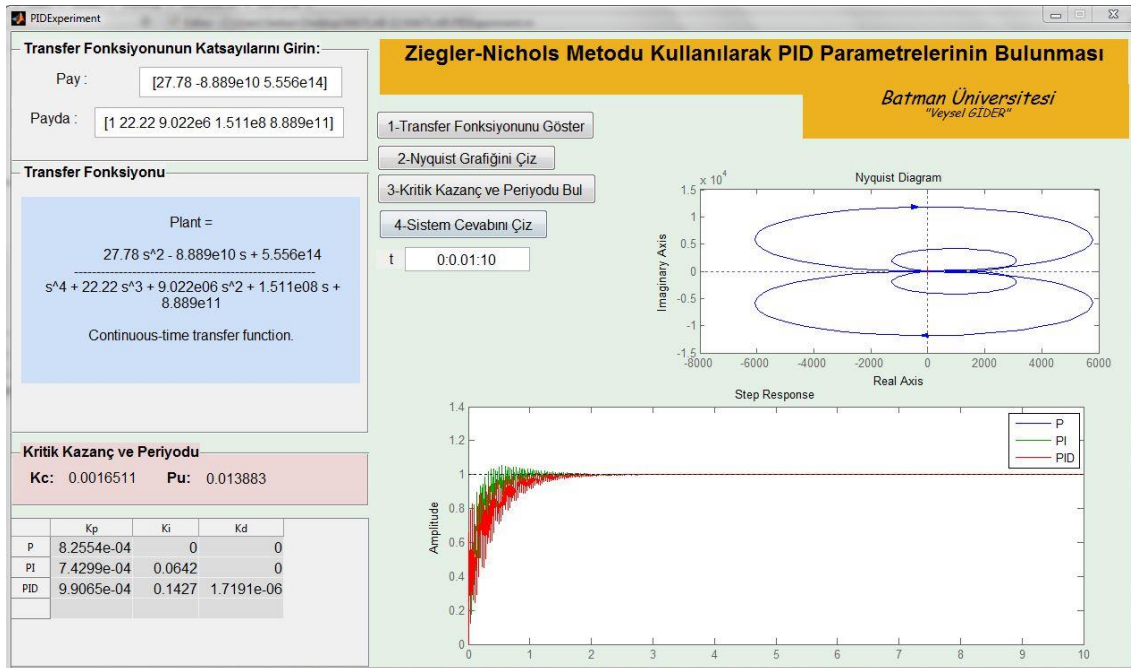 PIDExperiment
Transfer Fonksiyonunun Katsayılarını Girin:
Pay :
[27.78 -8.889e10 5.556e14]
Payda :
[1 22.22 9.022e6 1.511e8 8.889e11]
Ziegler-Nichols Metodu Kullanılarak PID Parametrelerinin Bulunması
Batman Üniversitesi
"Veysel GİDER"
1-Transfer Fonksiyonunu Göster
2-Nyquist Grafiğini Çiz
3-Kritik Kazanç ve Periyodu Bul
4-Sistem Cevabını Çiz
t
0:0.01:10
Transfer Fonksiyonu
Plant =
27.78 s^2 - 8.889e10 s + 5.556e14
----------------------------------------------------------
s^4 + 22.22 s^3 + 9.022e06 s^2 + 1.511e08 s +
8.889e11
Continuous-time transfer function.
Nyquist Diagram
x 10^4
1.5
1
0.5
0
-0.5
-1
-1.5
Imaginary Axis
-8000 -6000 -4000 -2000 0 2000 4000 6000
Real Axis
Kritik Kazanç ve Periyodu
Kc: 0.0016511 Pu: 0.013883
Kp Ki Kd
P 8.2554e-04 0 0
PI 7.4299e-04 0.0642 0
PID 9.9065e-04 0.1427 1.7191e-06
Step Response
1.4
1.2
1
0.8
0.6
0.4
0.2
0
Amplitude
0 1 2 3 4 5 6 7 8 9 10
P
PI
PID